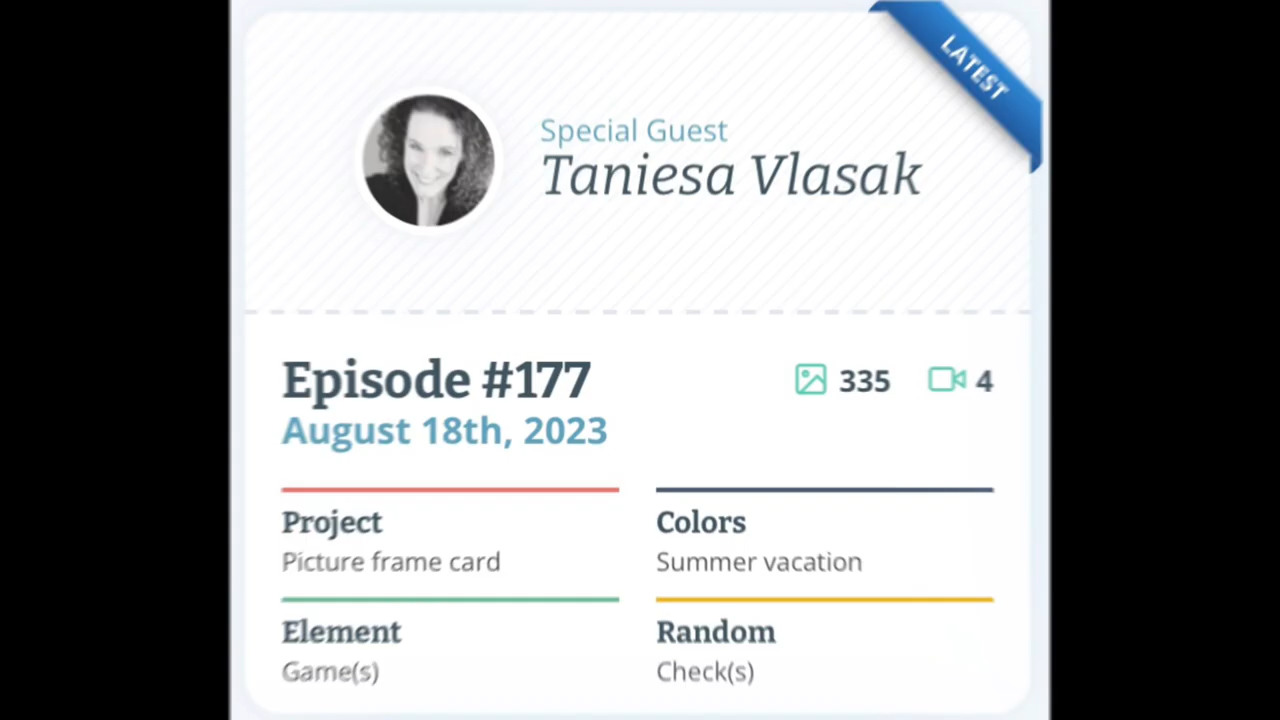 LATEST
Special Guest
Taniesa Vlasak
Episode #177
335
4
August 18th, 2023
Project
Picture frame card
Colors
Summer vacation
Element
Game(s)
Random
Check(s)